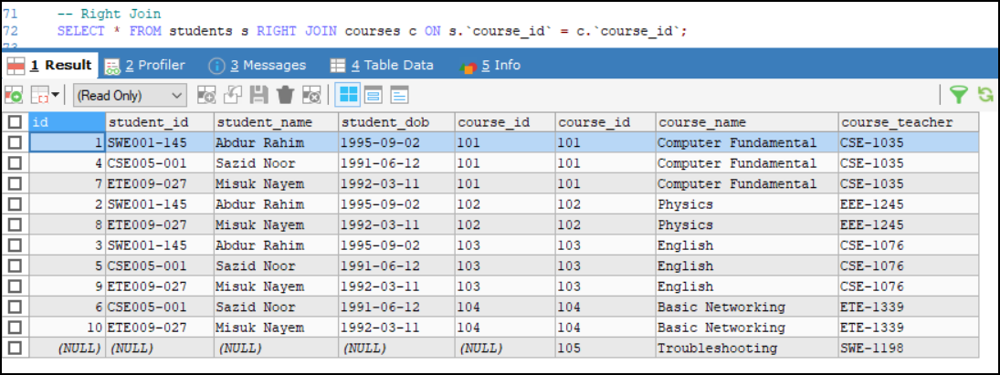 71 -- Right Join
72 SELECT * FROM students s RIGHT JOIN courses c ON s.`course_id` = c.`course_id`;
73
1 Result 2 Profiler 3 Messages 4 Table Data 5 Info
(Read Only)
id student_id student_name student_dob course_id course_id course_name course_teacher
1 SWE001-145 Abdur Rahim 1995-09-02 101 101 Computer Fundamental CSE-1035
4 CSE005-001 Sazid Noor 1991-06-12 101 101 Computer Fundamental CSE-1035
7 ETE009-027 Misuk Nayem 1992-03-11 101 101 Computer Fundamental CSE-1035
2 SWE001-145 Abdur Rahim 1995-09-02 102 102 Physics EEE-1245
8 ETE009-027 Misuk Nayem 1992-03-11 102 102 Physics EEE-1245
3 SWE001-145 Abdur Rahim 1995-09-02 103 103 English CSE-1076
5 CSE005-001 Sazid Noor 1991-06-12 103 103 English CSE-1076
9 ETE009-027 Misuk Nayem 1992-03-11 103 103 English CSE-1076
6 CSE005-001 Sazid Noor 1991-06-12 104 104 Basic Networking ETE-1339
10 ETE009-027 Misuk Nayem 1992-03-11 104 104 Basic Networking ETE-1339
(NULL) (NULL) (NULL) (NULL) (NULL) 105 Troubleshooting SWE-1198